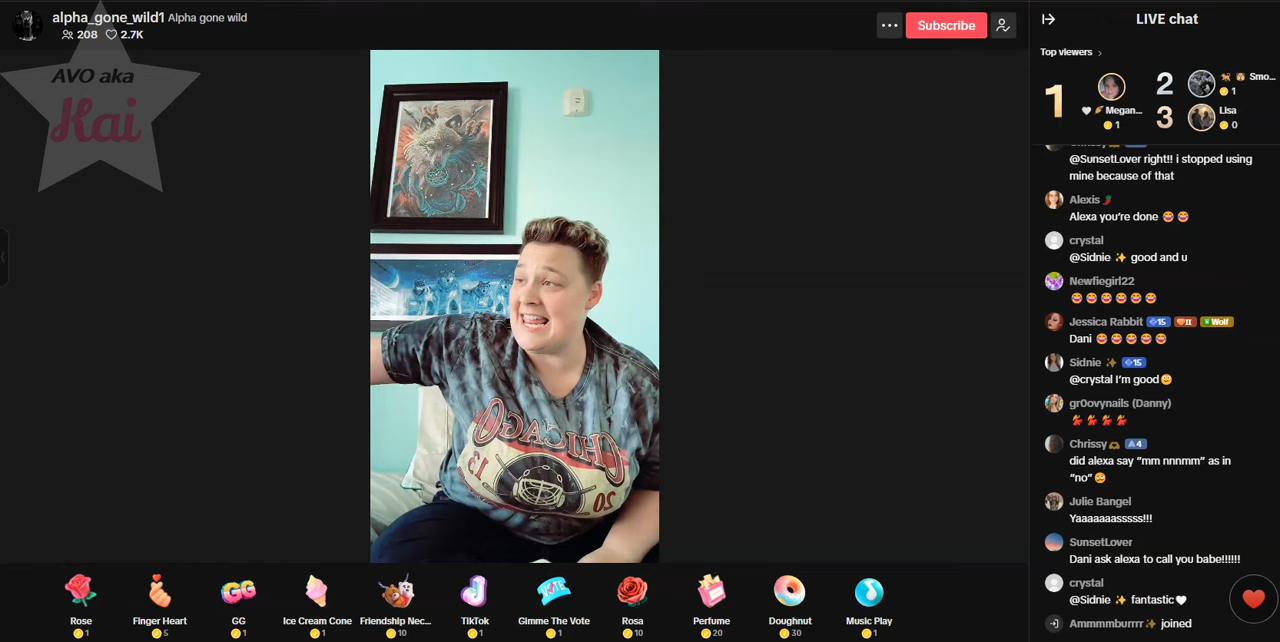 alpha_gone_wild1 Alpha gone wild
208 2.7K
Subscribe
AVO aka
Kai
CHICAGO
13
20
Rose
1
Finger Heart
5
GG
GG
1
Ice Cream Cone
1
Friendship Nec...
10
TikTok
1
VOTE
Gimme The Vote
1
Rosa
10
Perfume
20
Doughnut
30
Music Play
1
LIVE chat
Top viewers
1
Megan...
1
2
Smo...
1
3
Lisa
0
@SunsetLover right!! i stopped using
mine because of that
Alexis
Alexa you're done
crystal
@Sidnie good and u
Newfiegirl22
Jessica Rabbit 15 II Wolf
Dani
Sidnie 15
@crystal I'm good
gr0ovynails (Danny)
Chrissy 4
did alexa say “mm nnnmm” as in
“no”
Julie Bangel
Yaaaaaaasssss!!!
SunsetLover
Dani ask alexa to call you babe!!!!!!
crystal
@Sidnie fantastic
Ammmmburrrr joined